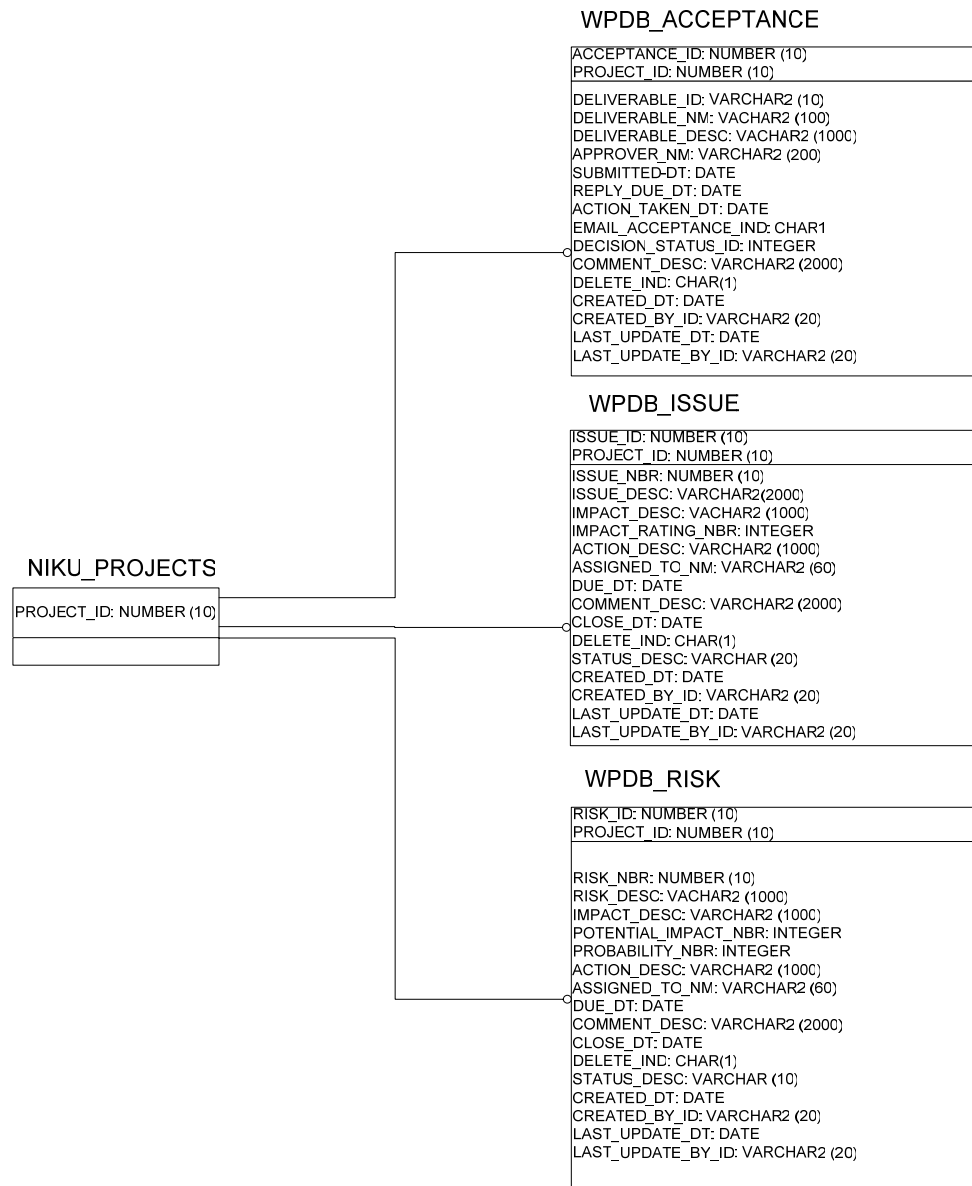 WPDB_ACCEPTANCE
ACCEPTANCE_ID: NUMBER (10)
PROJECT_ID: NUMBER (10)
DELIVERABLE_ID: VARCHAR2 (10)
DELIVERABLE_NM: VACHAR2 (100)
DELIVERABLE_DESC: VACHAR2 (1000)
APPROVER_NM: VARCHAR2 (200)
SUBMITTED-DT: DATE
REPLY_DUE_DT: DATE
ACTION_TAKEN_DT: DATE
EMAIL_ACCEPTANCE_IND: CHAR1
DECISION_STATUS_ID: INTEGER
COMMENT_DESC: VARCHAR2 (2000)
DELETE_IND: CHAR(1)
CREATED_DT: DATE
CREATED_BY_ID: VARCHAR2 (20)
LAST_UPDATE_DT: DATE
LAST_UPDATE_BY_ID: VARCHAR2 (20)
WPDB_ISSUE
ISSUE_ID: NUMBER (10)
PROJECT_ID: NUMBER (10)
ISSUE_NBR: NUMBER (10)
ISSUE_DESC: VARCHAR2(2000)
IMPACT_DESC: VACHAR2 (1000)
IMPACT_RATING_NBR: INTEGER
ACTION_DESC: VARCHAR2 (1000)
ASSIGNED_TO_NM: VARCHAR2 (60)
DUE_DT: DATE
COMMENT_DESC: VARCHAR2 (2000)
CLOSE_DT: DATE
DELETE_IND: CHAR(1)
STATUS_DESC: VARCHAR (20)
CREATED_DT: DATE
CREATED_BY_ID: VARCHAR2 (20)
LAST_UPDATE_DT: DATE
LAST_UPDATE_BY_ID: VARCHAR2 (20)
NIKU_PROJECTS
PROJECT_ID: NUMBER (10)
WPDB_RISK
RISK_ID: NUMBER (10)
PROJECT_ID: NUMBER (10)
RISK_NBR: NUMBER (10)
RISK_DESC: VACHAR2 (1000)
IMPACT_DESC: VARCHAR2 (1000)
POTENTIAL_IMPACT_NBR: INTEGER
PROBABILITY_NBR: INTEGER
ACTION_DESC: VARCHAR2 (1000)
ASSIGNED_TO_NM: VARCHAR2 (60)
DUE_DT: DATE
COMMENT_DESC: VARCHAR2 (2000)
CLOSE_DT: DATE
DELETE_IND: CHAR(1)
STATUS_DESC: VARCHAR (10)
CREATED_DT: DATE
CREATED_BY_ID: VARCHAR2 (20)
LAST_UPDATE_DT: DATE
LAST_UPDATE_BY_ID: VARCHAR2 (20)